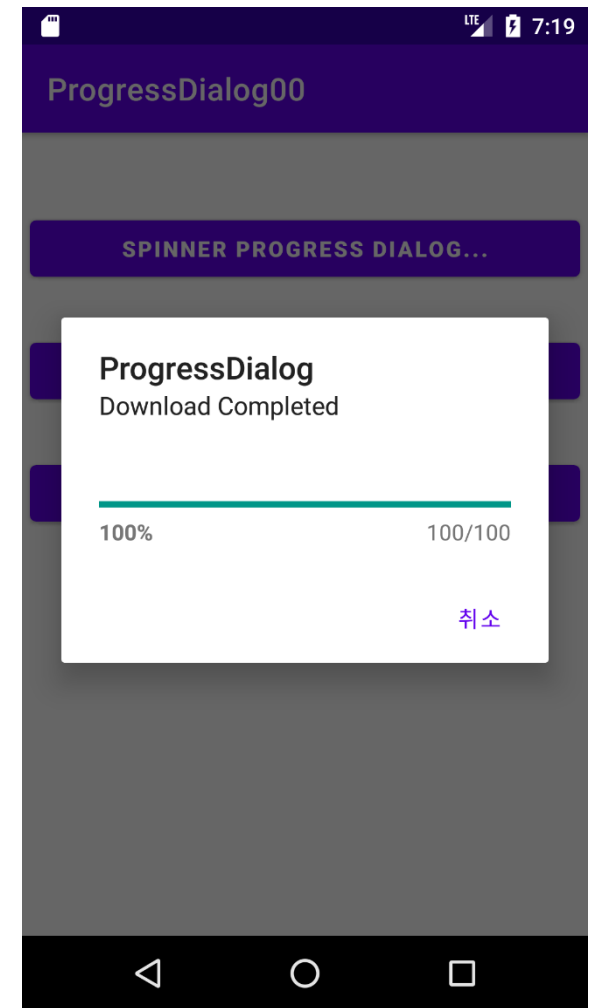 LTE 7:19
ProgressDialog00
SPINNER PROGRESS DIALOG...
ProgressDialog
Download Completed
100% 100/100
취소